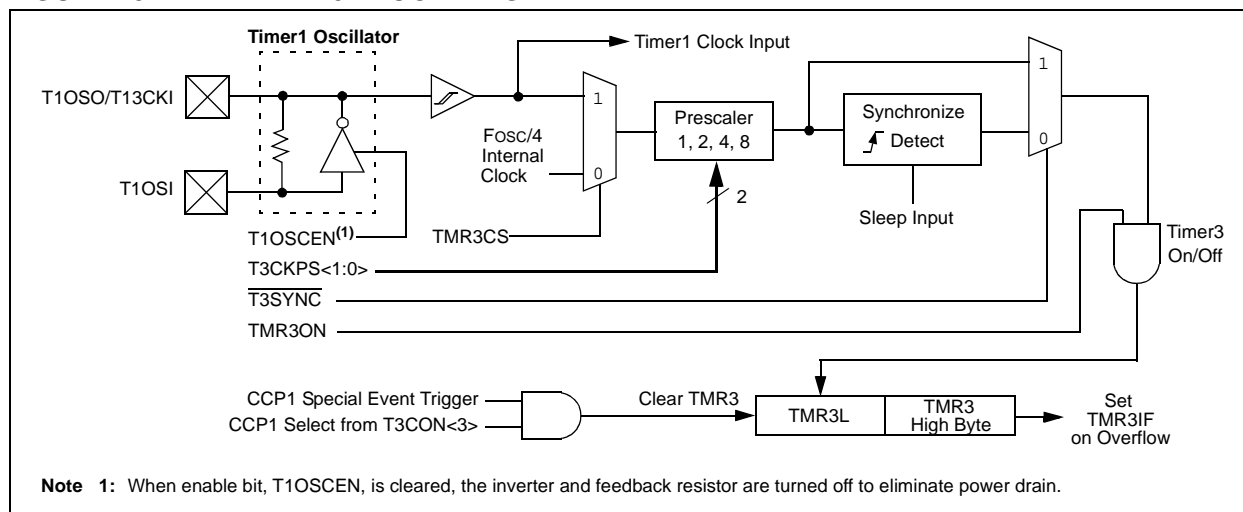 Timer1 Oscillator
Timer1 Clock Input
T1OSO/T13CKI
T1OSI
1
0
FOSC/4
Internal
Clock
Prescaler
1, 2, 4, 8
2
Synchronize
Detect
1
0
Sleep Input
Timer3
On/Off
T1OSCEN(1)
TMR3CS
T3CKPS<1:0>
T3SYNC
TMR3ON
CCP1 Special Event Trigger
CCP1 Select from T3CON<3>
Clear TMR3
TMR3L
TMR3
High Byte
Set
TMR3IF
on Overflow
Note 1: When enable bit, T1OSCEN, is cleared, the inverter and feedback resistor are turned off to eliminate power drain.